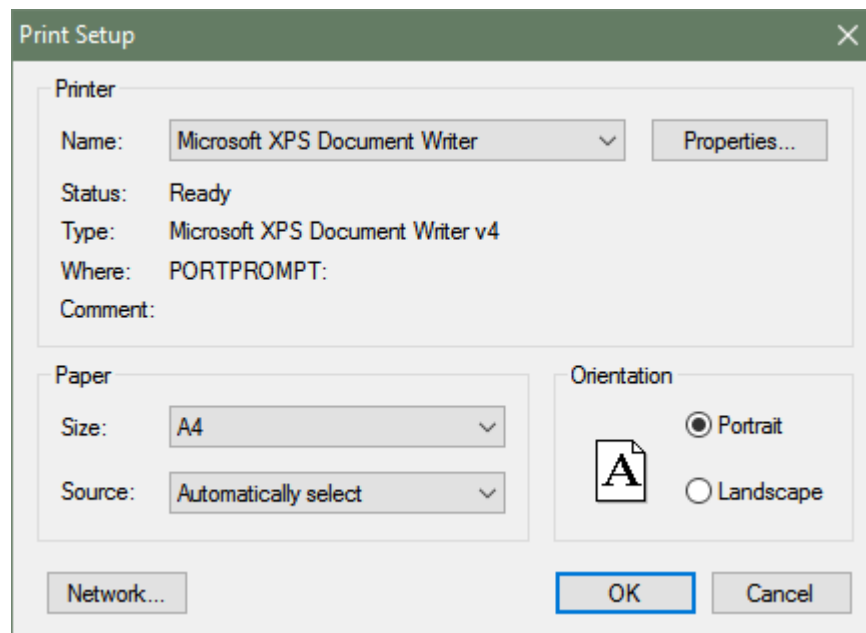 Print Setup
Printer
Name: Microsoft XPS Document Writer Properties...
Status: Ready
Type: Microsoft XPS Document Writer v4
Where: PORTPROMPT:
Comment:
Paper
Size: A4
Source: Automatically select
Orientation
A
Portrait
Landscape
Network... OK Cancel